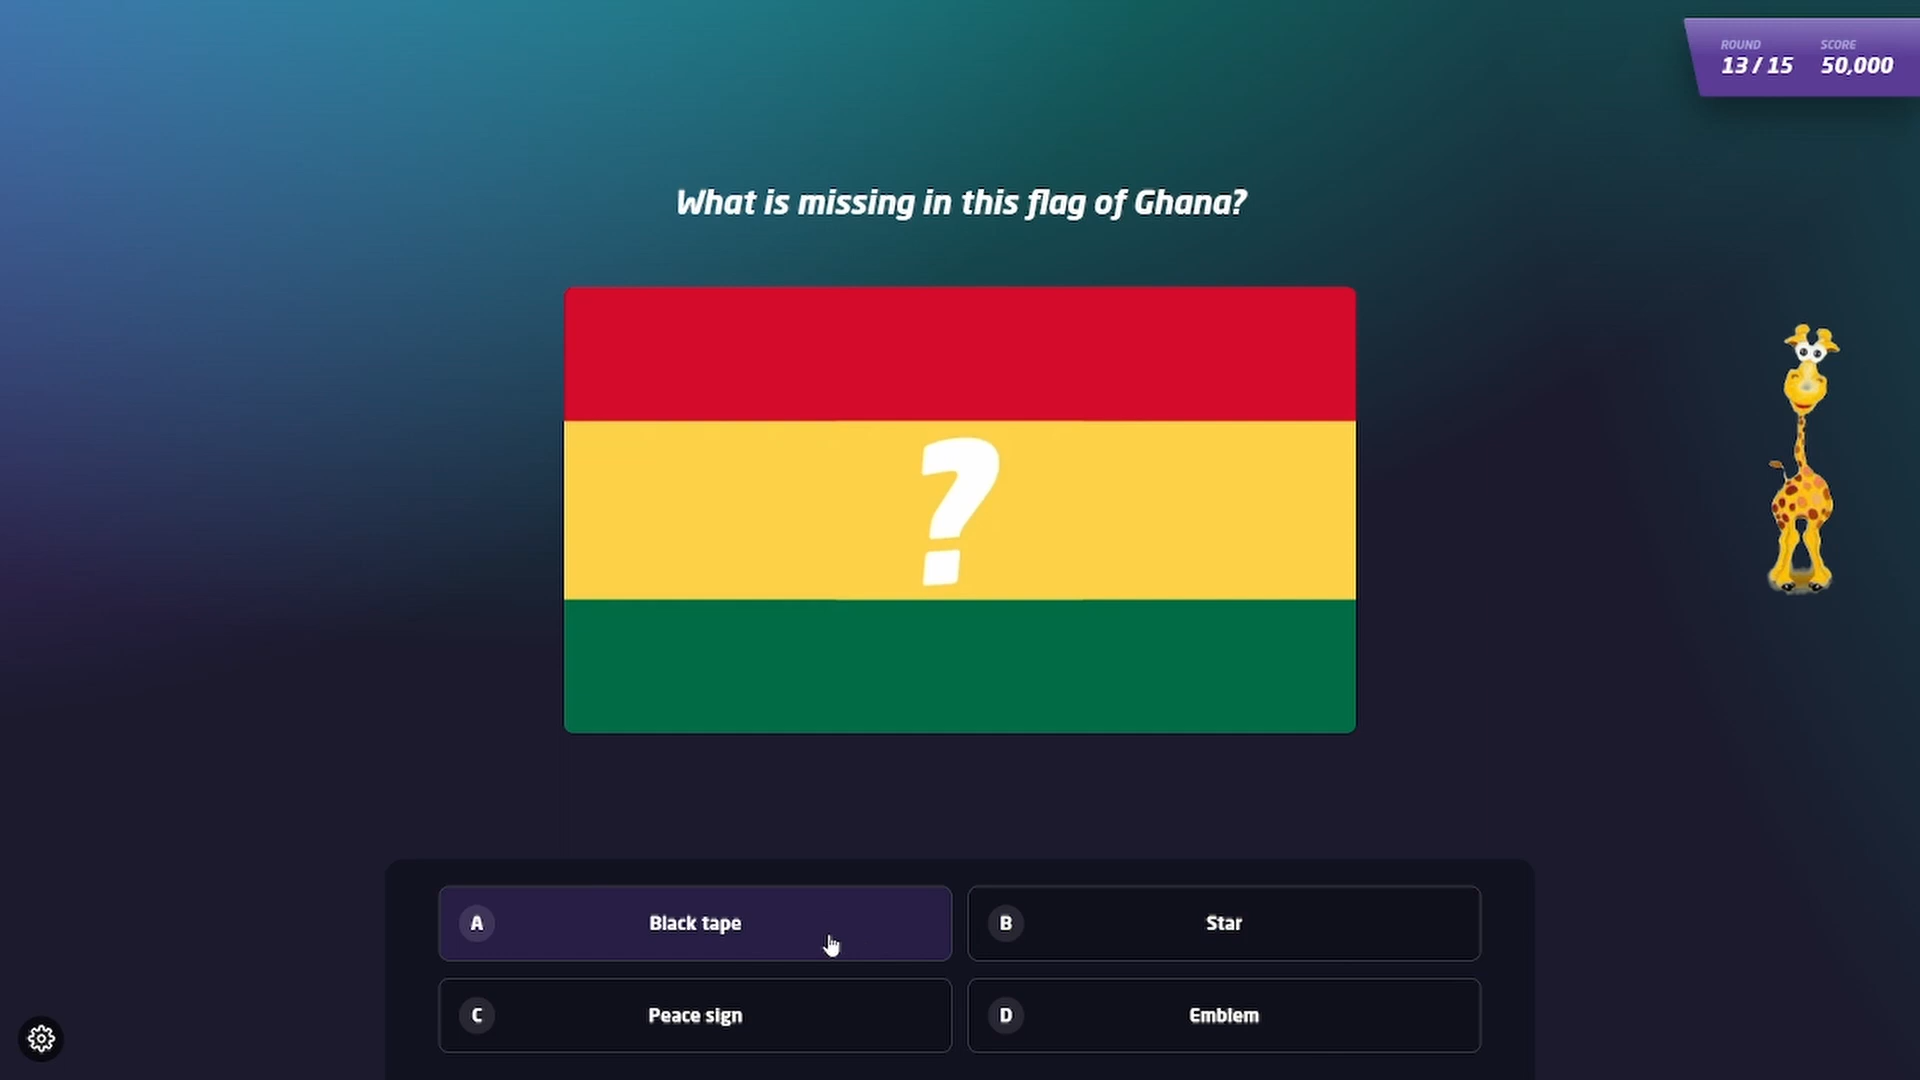 ROUND
13 / 15
SCORE
50,000
What is missing in this flag of Ghana?
?
A
Black tape
B
Star
C
Peace sign
D
Emblem